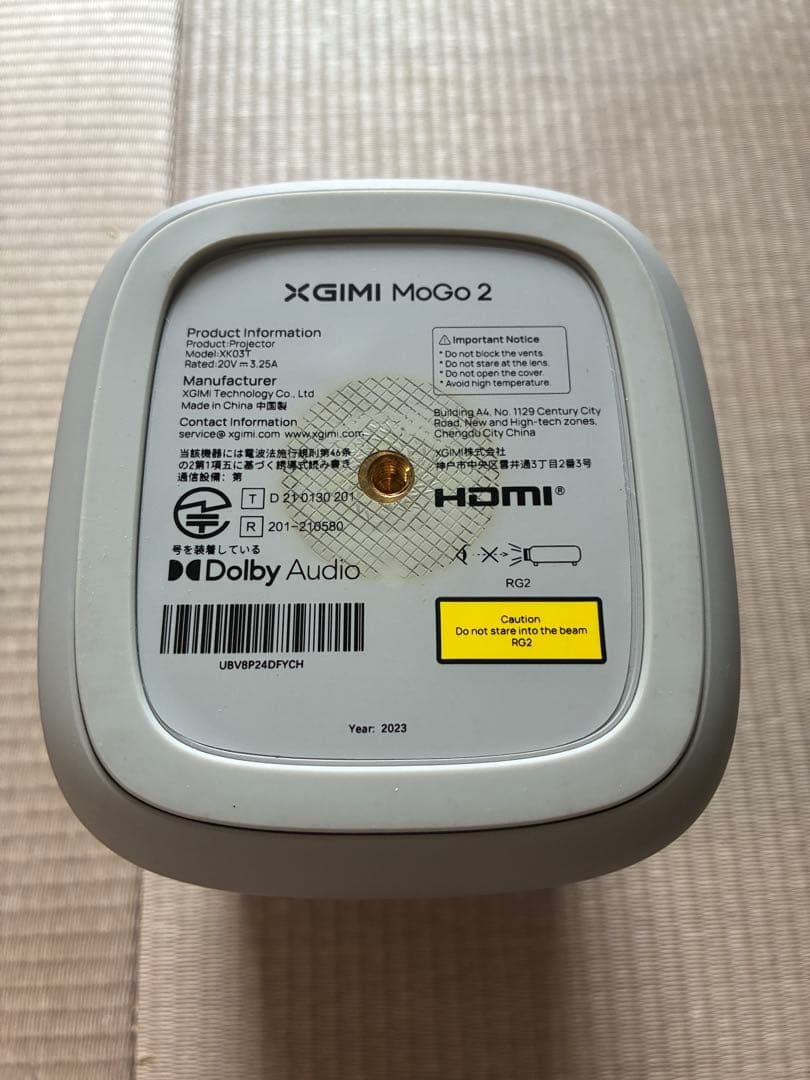 XGIMI MoGo 2
Product Information
Product:Projector
Model:XK03T
Rated:20V⎓3.25A
Manufacturer
XGIMI Technology Co., Ltd
Made in China 中国製
Contact Information
service@xgimi.com www.xgimi.com
⚠ Important Notice
* Do not block the vents.
* Do not stare at the lens.
* Do not open the cover.
* Avoid high temperature.
Building A4, No. 1129 Century City
Road, New and High-tech zones,
Chengdu City China
XGIMI株式会社
神戸市中央区雲井通3丁目2番3号
当該機器には電波法施行規則第46条
の2第1項五に基づく誘導式読み書き
通信設備: 第
T D 21 0130 201
R 201-210580
号を装着している
HDMI®
Dolby Audio
RG2
UBV8P24DFYCH
Caution
Do not stare into the beam
RG2
Year: 2023